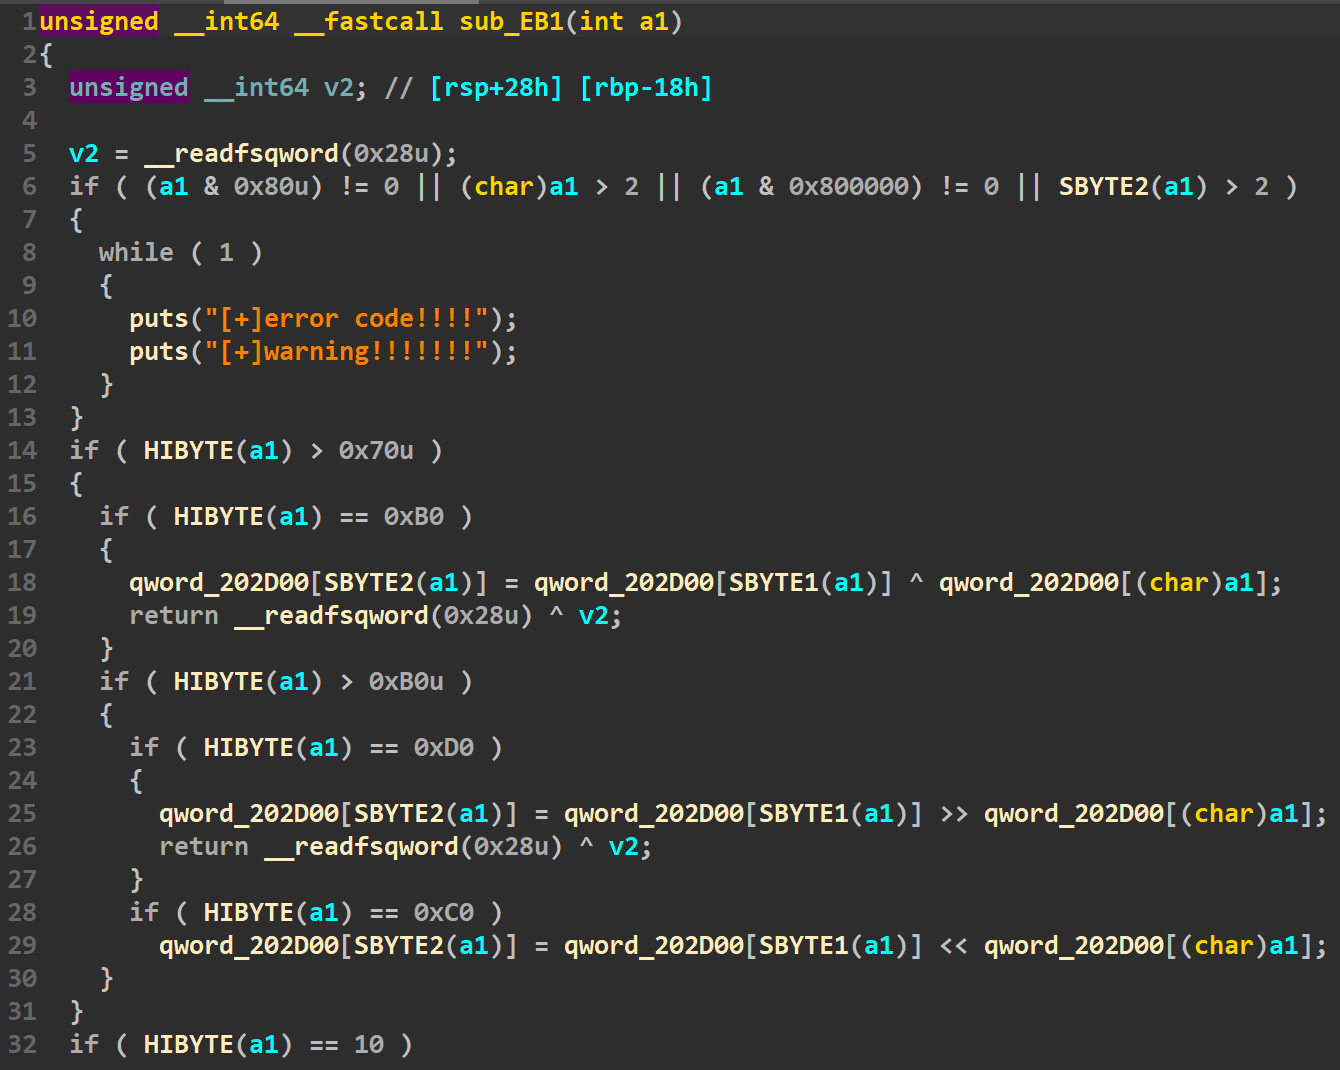 1 unsigned __int64 __fastcall sub_EB1(int a1)
2 {
3   unsigned __int64 v2; // [rsp+28h] [rbp-18h]
4
5   v2 = __readfsqword(0x28u);
6   if ( (a1 & 0x80u) != 0 || (char)a1 > 2 || (a1 & 0x800000) != 0 || SBYTE2(a1) > 2 )
7   {
8     while ( 1 )
9     {
10       puts("[+]error code!!!!");
11       puts("[+]warning!!!!!!!");
12     }
13   }
14   if ( HIBYTE(a1) > 0x70u )
15   {
16     if ( HIBYTE(a1) == 0xB0 )
17     {
18       qword_202D00[SBYTE2(a1)] = qword_202D00[SBYTE1(a1)] ^ qword_202D00[(char)a1];
19       return __readfsqword(0x28u) ^ v2;
20     }
21     if ( HIBYTE(a1) > 0xB0u )
22     {
23       if ( HIBYTE(a1) == 0xD0 )
24       {
25         qword_202D00[SBYTE2(a1)] = qword_202D00[SBYTE1(a1)] >> qword_202D00[(char)a1];
26         return __readfsqword(0x28u) ^ v2;
27       }
28       if ( HIBYTE(a1) == 0xC0 )
29         qword_202D00[SBYTE2(a1)] = qword_202D00[SBYTE1(a1)] << qword_202D00[(char)a1];
30     }
31   }
32   if ( HIBYTE(a1) == 10 )